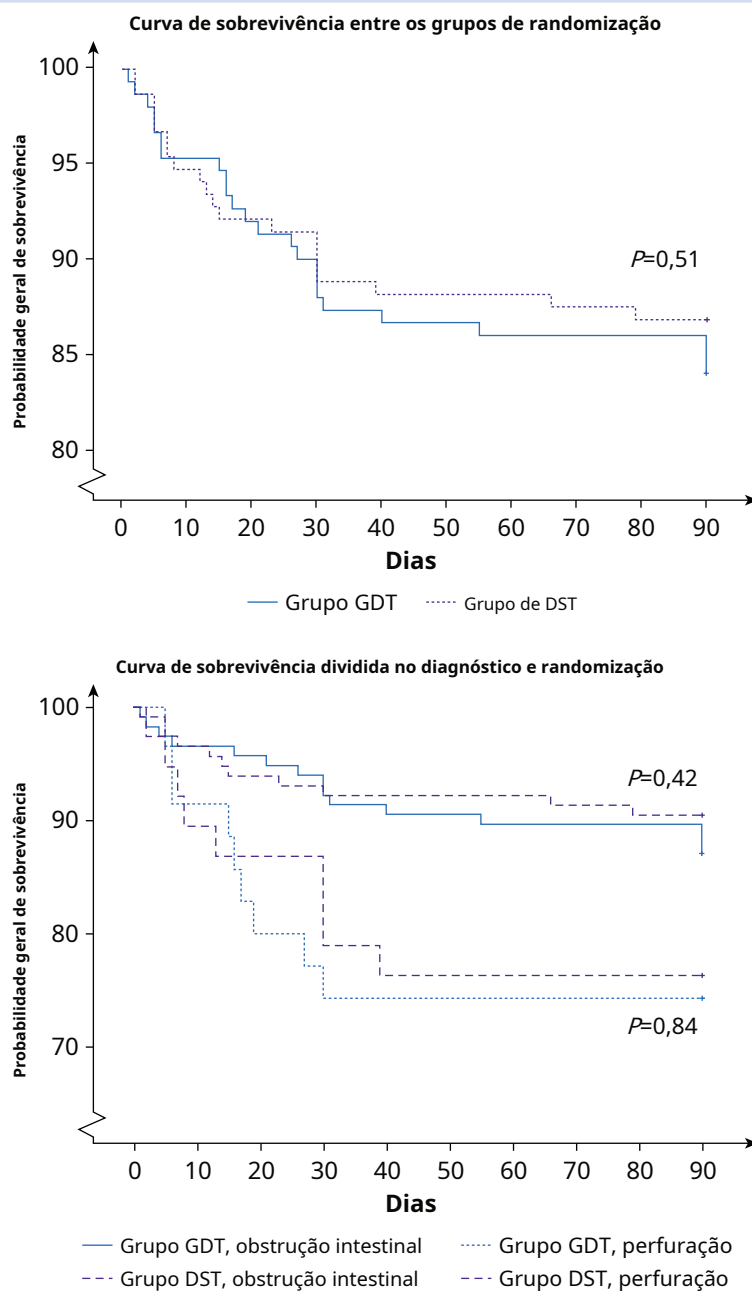 Curva de sobrevivência entre os grupos de randomização
Probabilidade geral de sobrevivência
100
95
90
85
80
P=0,51
0 10 20 30 40 50 60 70 80 90
Dias
Grupo GDT Grupo de DST
Curva de sobrevivência dividida no diagnóstico e randomização
Probabilidade geral de sobrevivência
100
90
80
70
P=0,42
P=0,84
0 10 20 30 40 50 60 70 80 90
Dias
Grupo GDT, obstrução intestinal Grupo GDT, perfuração
Grupo DST, obstrução intestinal Grupo DST, perfuração